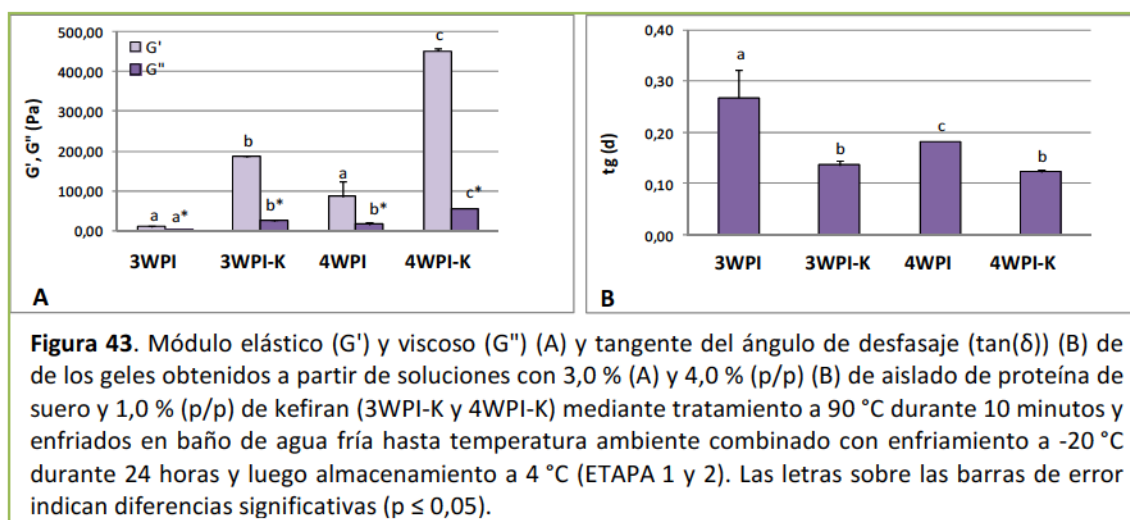 500,00
400,00
300,00
200,00
100,00
0,00
G', G" (Pa)
G'
G"
a
a*
b
b*
a
b*
c
c*
3WPI
3WPI-K
4WPI
4WPI-K
A
0,40
0,30
0,20
0,10
0,00
tg (d)
a
b
c
b
3WPI
3WPI-K
4WPI
4WPI-K
B
Figura 43. Módulo elástico (G') y viscoso (G") (A) y tangente del ángulo de desfasaje (tan(δ)) (B) de
de los geles obtenidos a partir de soluciones con 3,0 % (A) y 4,0 % (p/p) (B) de aislado de proteína de
suero y 1,0 % (p/p) de kefiran (3WPI-K y 4WPI-K) mediante tratamiento a 90 °C durante 10 minutos y
enfriados en baño de agua fría hasta temperatura ambiente combinado con enfriamiento a -20 °C
durante 24 horas y luego almacenamiento a 4 °C (ETAPA 1 y 2). Las letras sobre las barras de error
indican diferencias significativas (p ≤ 0,05).